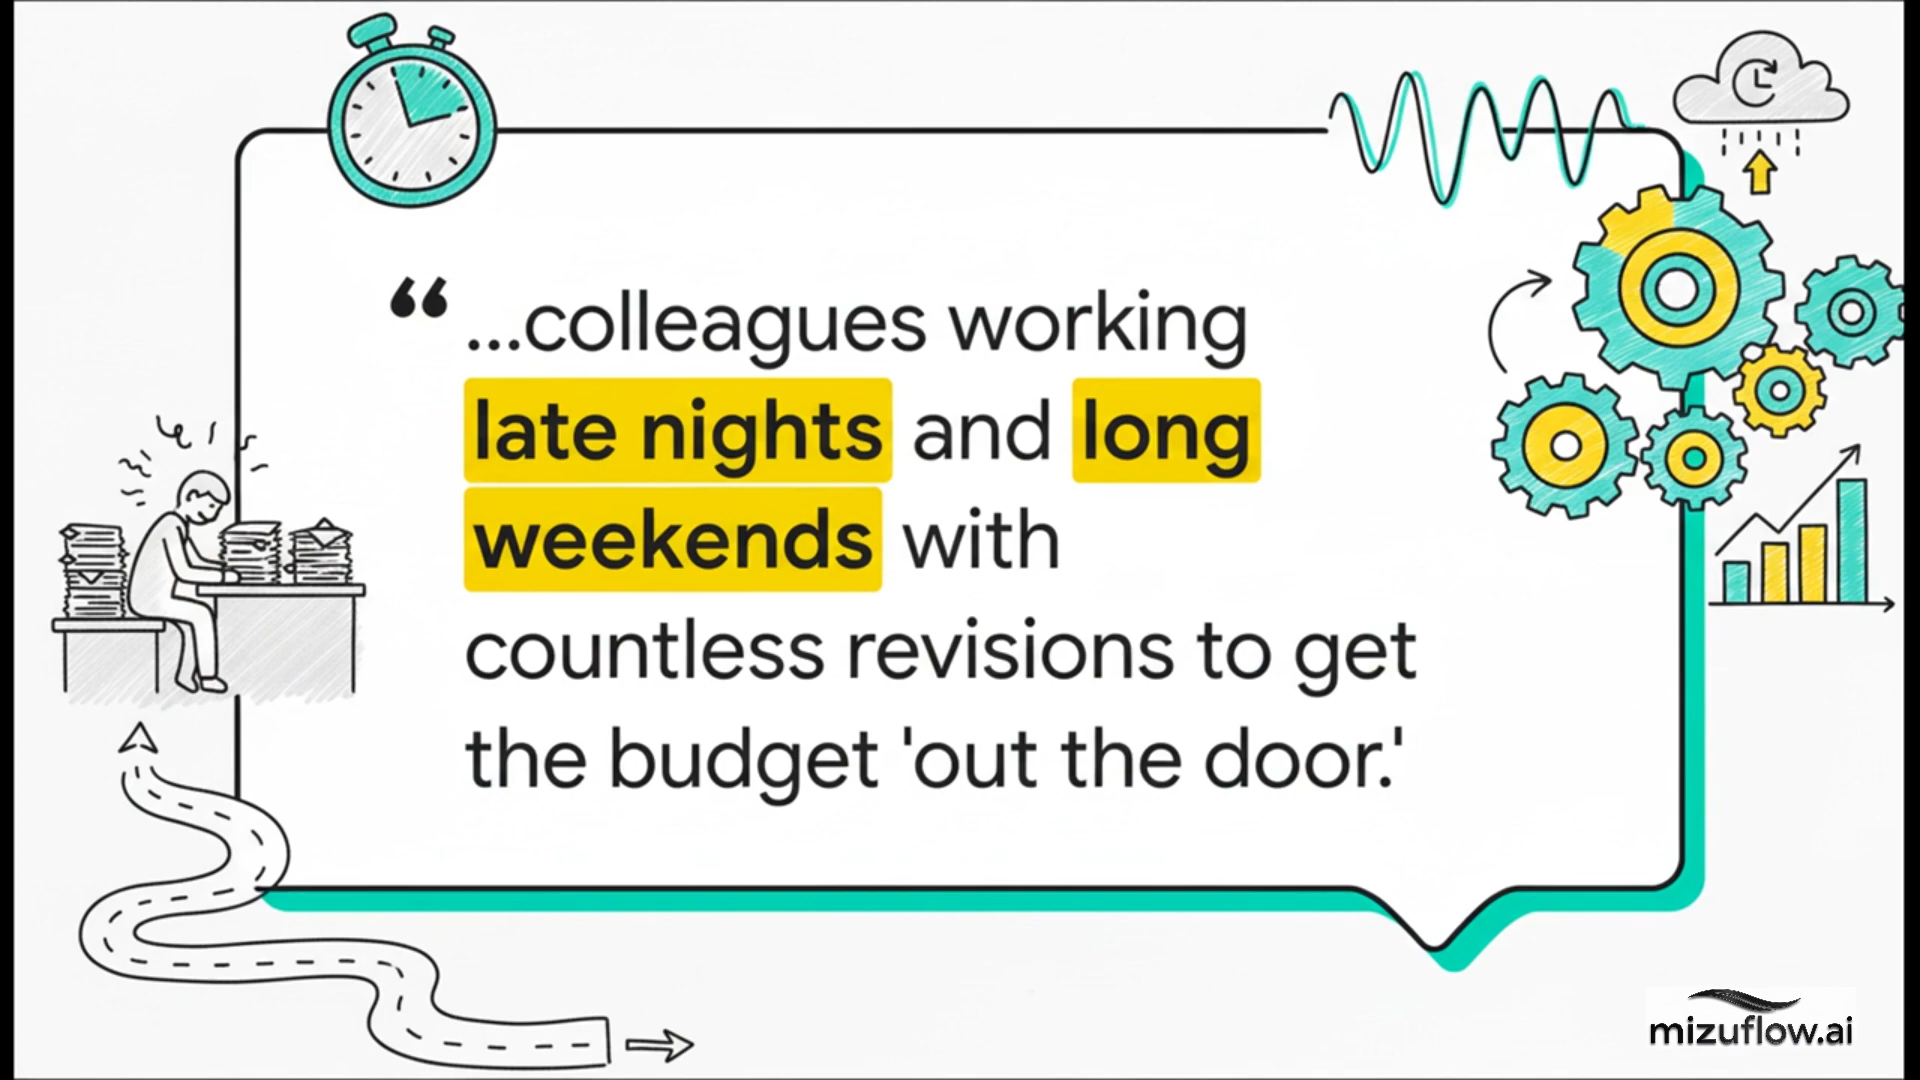 “ ...colleagues working
late nights and long
weekends with
countless revisions to get
the budget 'out the door.'
mizuflow.ai